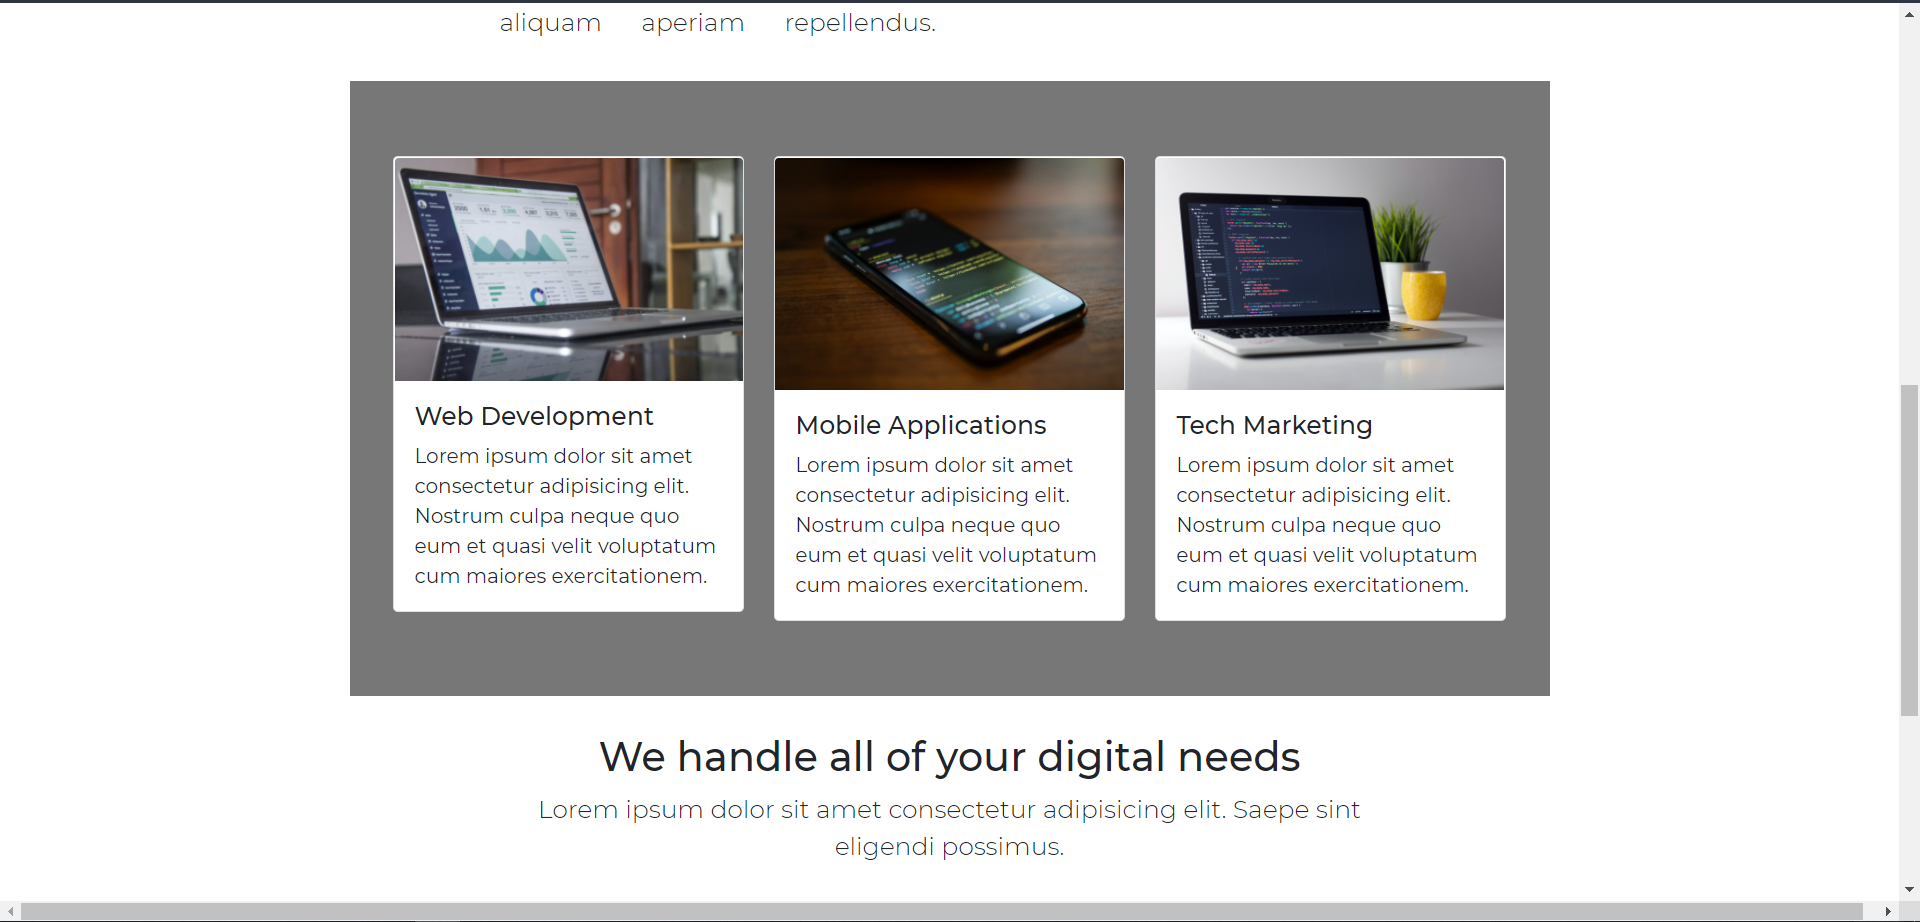 aliquam aperiam repellendus.
Web Development
Lorem ipsum dolor sit amet
consectetur adipisicing elit.
Nostrum culpa neque quo
eum et quasi velit voluptatum
cum maiores exercitationem.
Mobile Applications
Lorem ipsum dolor sit amet
consectetur adipisicing elit.
Nostrum culpa neque quo
eum et quasi velit voluptatum
cum maiores exercitationem.
Tech Marketing
Lorem ipsum dolor sit amet
consectetur adipisicing elit.
Nostrum culpa neque quo
eum et quasi velit voluptatum
cum maiores exercitationem.
We handle all of your digital needs
Lorem ipsum dolor sit amet consectetur adipisicing elit. Saepe sint
eligendi possimus.